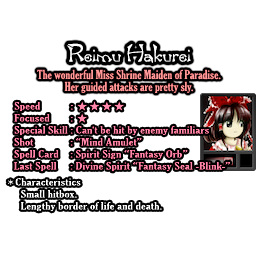 Reimu Hakurei
The wonderful Miss Shrine Maiden of Paradise.
Her guided attacks are pretty sly.
Speed : ★★★★
Focused : ★
Special Skill : Can't be hit by enemy familiars
Shot : "Mind Amulet"
Spell Card : Spirit Sign "Fantasy Orb"
Last Spell : Divine Spirit "Fantasy Seal -Blink-"
*Characteristics
Small hitbox.
Lengthy border of life and death.